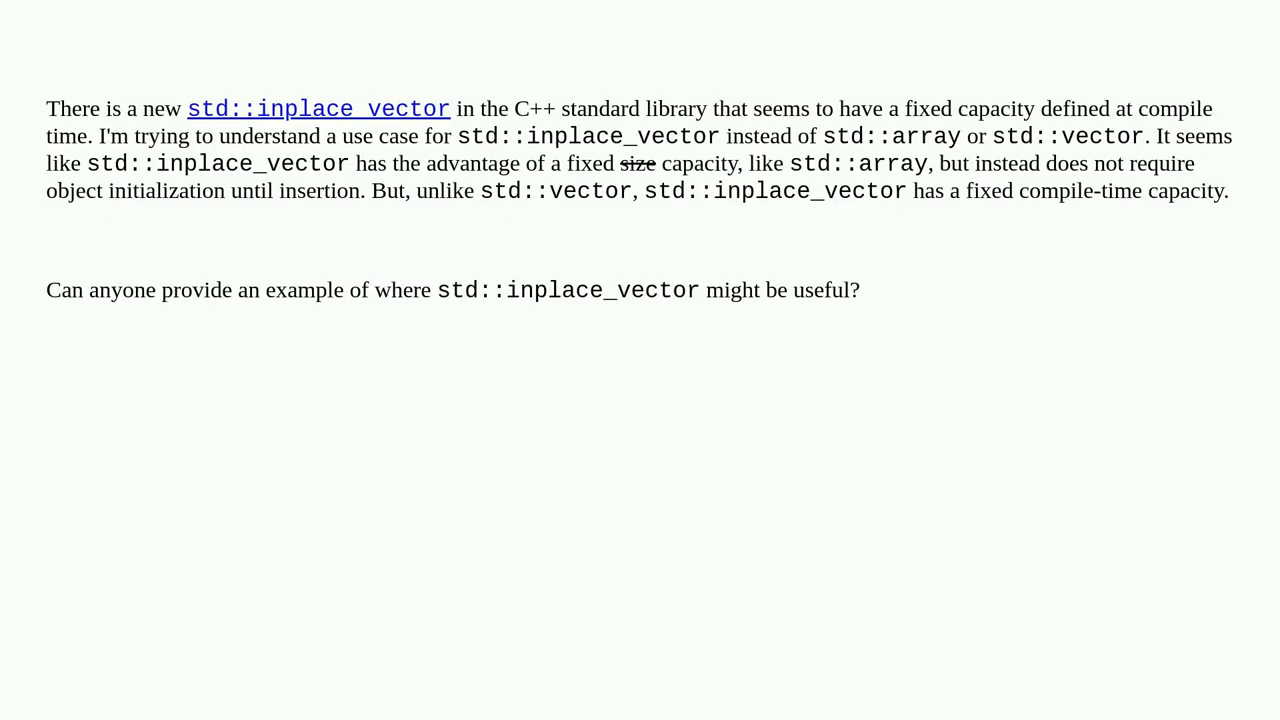 There is a new std::inplace_vector in the C++ standard library that seems to have a fixed capacity defined at compile
time. I'm trying to understand a use case for std::inplace_vector instead of std::array or std::vector. It seems
like std::inplace_vector has the advantage of a fixed size capacity, like std::array, but instead does not require
object initialization until insertion. But, unlike std::vector, std::inplace_vector has a fixed compile-time capacity.
Can anyone provide an example of where std::inplace_vector might be useful?